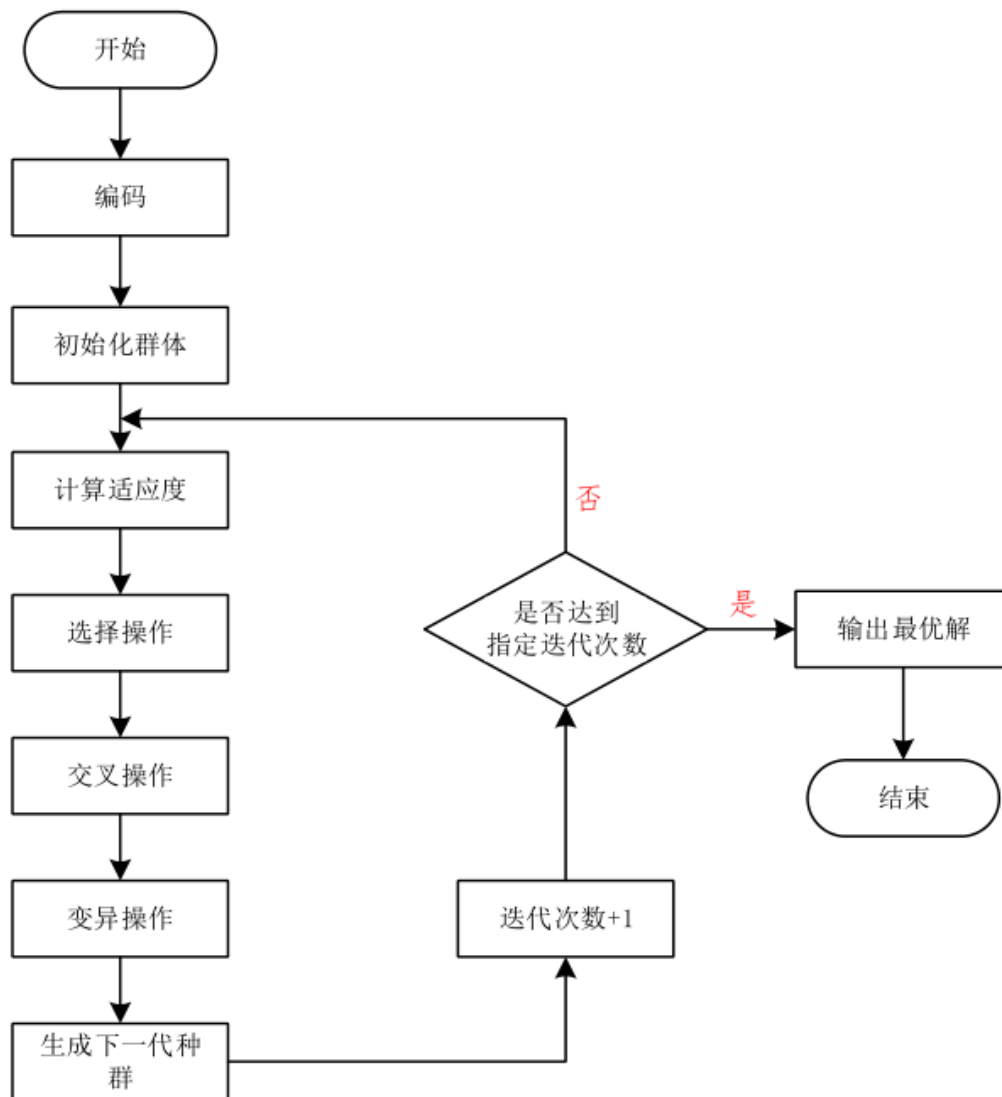 开始
编码
初始化群体
计算适应度
选择操作
交叉操作
变异操作
生成下一代种
群
迭代次数+1
是否达到
指定迭代次数
否
是
输出最优解
结束